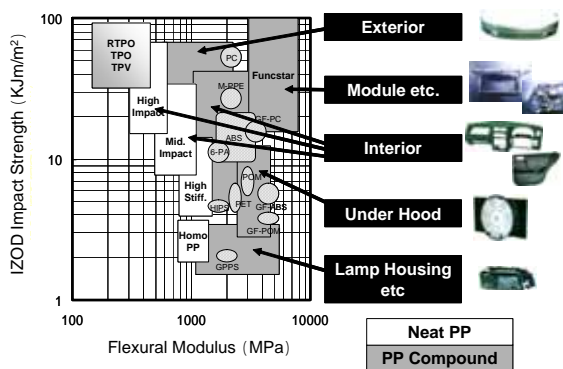 IZOD Impact Strength (KJm/m²)
100
10
1
100
1000
10000
Flexural Modulus (MPa)
RTPO
TPO
TPV
High
Impact
Mid.
Impact
High
Stiff.
Homo
PP
PC
M-PPE
Funcstar
GF-PC
ABS
6-PA
POM
HIPS
PET
GF-ABS
GF-POM
GPPS
Exterior
Module etc.
Interior
Under Hood
Lamp Housing
etc
Neat PP
PP Compound